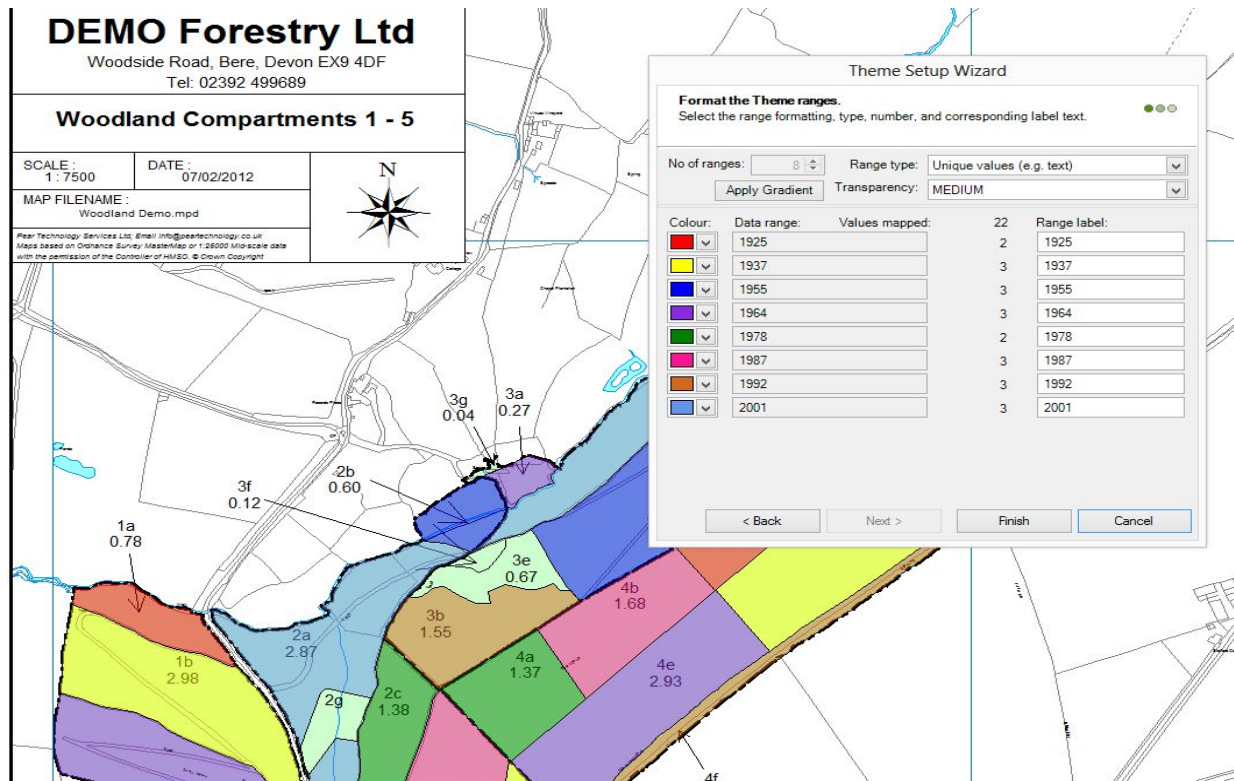 DEMO Forestry Ltd
Woodside Road, Bere, Devon EX9 4DF
Tel: 02392 499689
Woodland Compartments 1 - 5
SCALE :
1 : 7500
DATE :
07/02/2012
MAP FILENAME :
Woodland Demo.mpd
Pear Technology Services Ltd; Email info@peartechnology.co.uk
Maps based on Ordnance Survey MasterMap or 1:25000 Mid-scale data
with the permission of the Controller of HMSO. © Crown Copyright
N
Theme Setup Wizard
Format the Theme ranges.
Select the range formatting, type, number, and corresponding label text.
No of ranges: 8 Range type: Unique values (e.g. text)
Apply Gradient Transparency: MEDIUM
Colour: Data range: Values mapped: 22 Range label:
1925 2 1925
1937 3 1937
1955 3 1955
1964 3 1964
1978 2 1978
1987 3 1987
1992 3 1992
2001 3 2001
< Back Next > Finish Cancel
3g
0.04
3a
0.27
2b
0.60
3f
0.12
1a
0.78
3e
0.67
4b
1.68
3b
1.55
2a
2.87
4a
1.37
4e
2.93
1b
2.98
2g
2c
1.38
4f